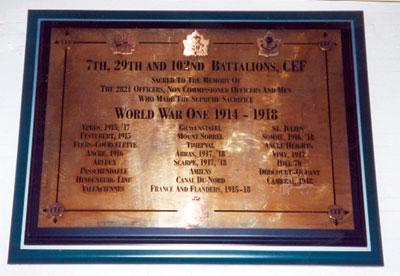 CEF CEF
7TH, 29TH AND 102ND BATTALIONS, CEF
SACRED TO THE MEMORY OF
THE 2821 OFFICERS, NON COMMISSIONED OFFICERS AND MEN
WHO MADE THE SUPREME SACRIFICE
WORLD WAR ONE 1914 - 1918
YPRES, 1915, '17 GRAVENSTAFEL ST. JULIEN
FESTUBERT, 1915 MOUNT SORREL SOMME, 1916, '18
FLERS-COURCELETTE THIEPVAL ANCRE HEIGHTS
ANCRE, 1916 ARRAS, 1917, '18 VIMY, 1917
ARLEUX SCARPE, 1917, '18 HILL 70
PASSCHENDAELE AMIENS DROCOURT-QUEANT
HINDENBURG LINE CANAL DU NORD CAMBRAI, 1918
VALENCIENNES FRANCE AND FLANDERS, 1915-18
CEF CEF